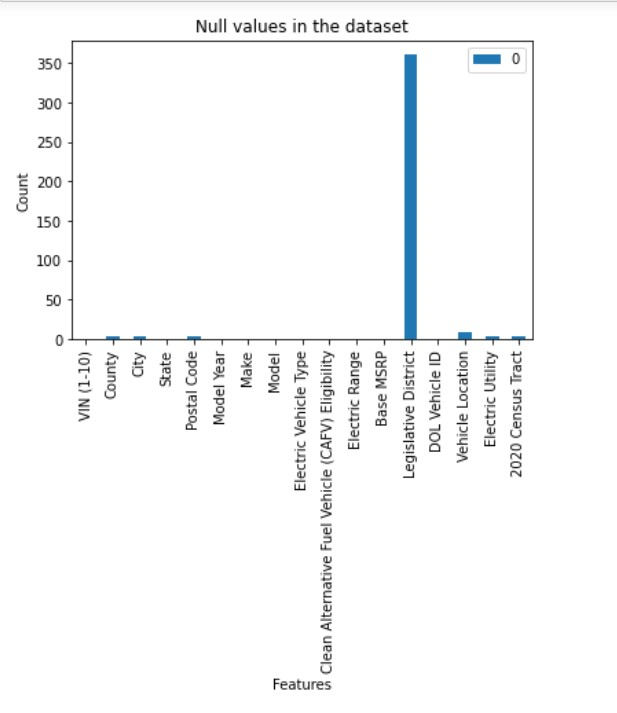 Null values in the dataset
0
350
300
250
200
150
100
50
0
Count
VIN (1-10)
County
City
State
Postal Code
Model Year
Make
Model
Electric Vehicle Type
Clean Alternative Fuel Vehicle (CAFV) Eligibility
Electric Range
Base MSRP
Legislative District
DOL Vehicle ID
Vehicle Location
Electric Utility
2020 Census Tract
Features